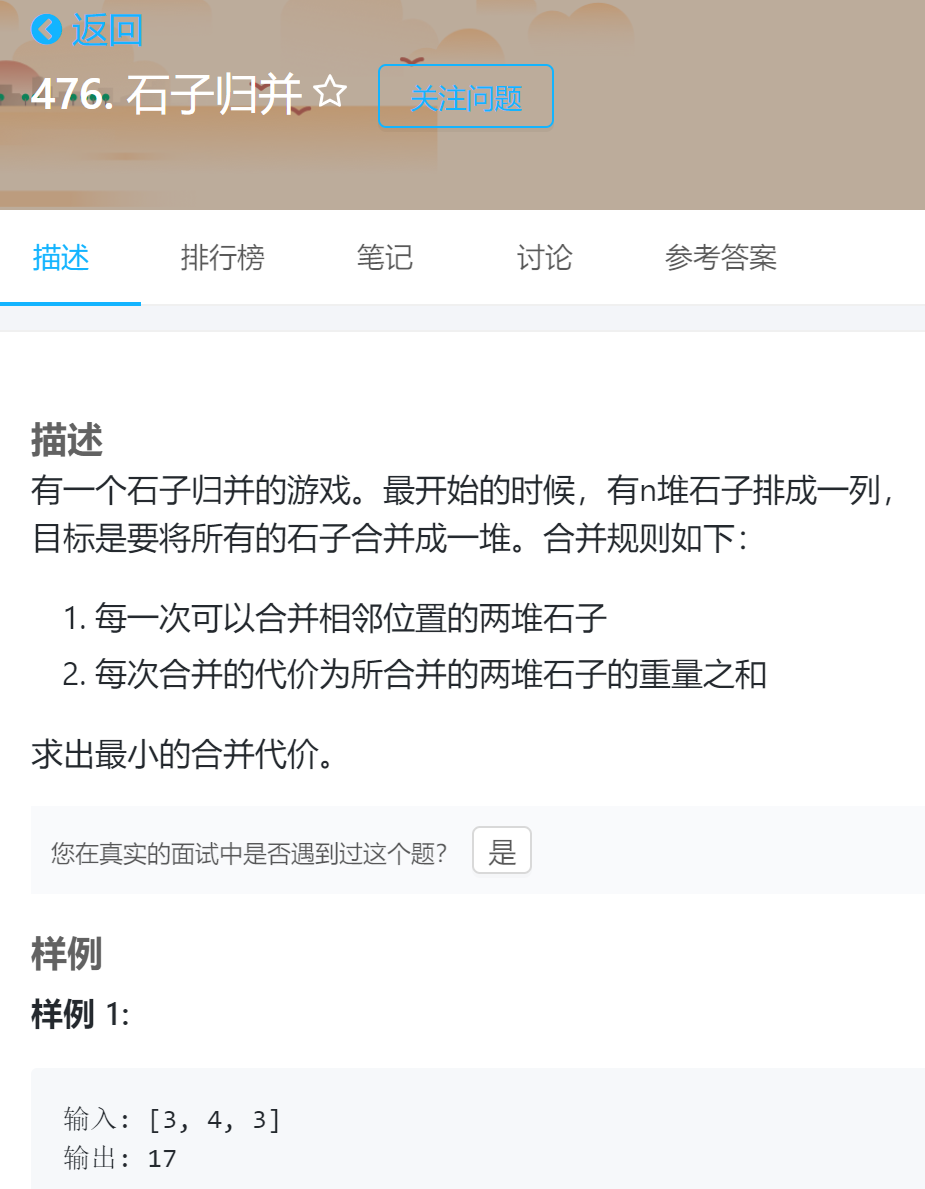 返回
476. 石子归并
关注问题
描述 排行榜 笔记 讨论 参考答案
描述
有一个石子归并的游戏。最开始的时候，有n堆石子排成一列，
目标是要将所有的石子合并成一堆。合并规则如下：
1. 每一次可以合并相邻位置的两堆石子
2. 每次合并的代价为所合并的两堆石子的重量之和
求出最小的合并代价。
您在真实的面试中是否遇到过这个题？ 是
样例
样例 1:
输入: [3, 4, 3]
输出: 17